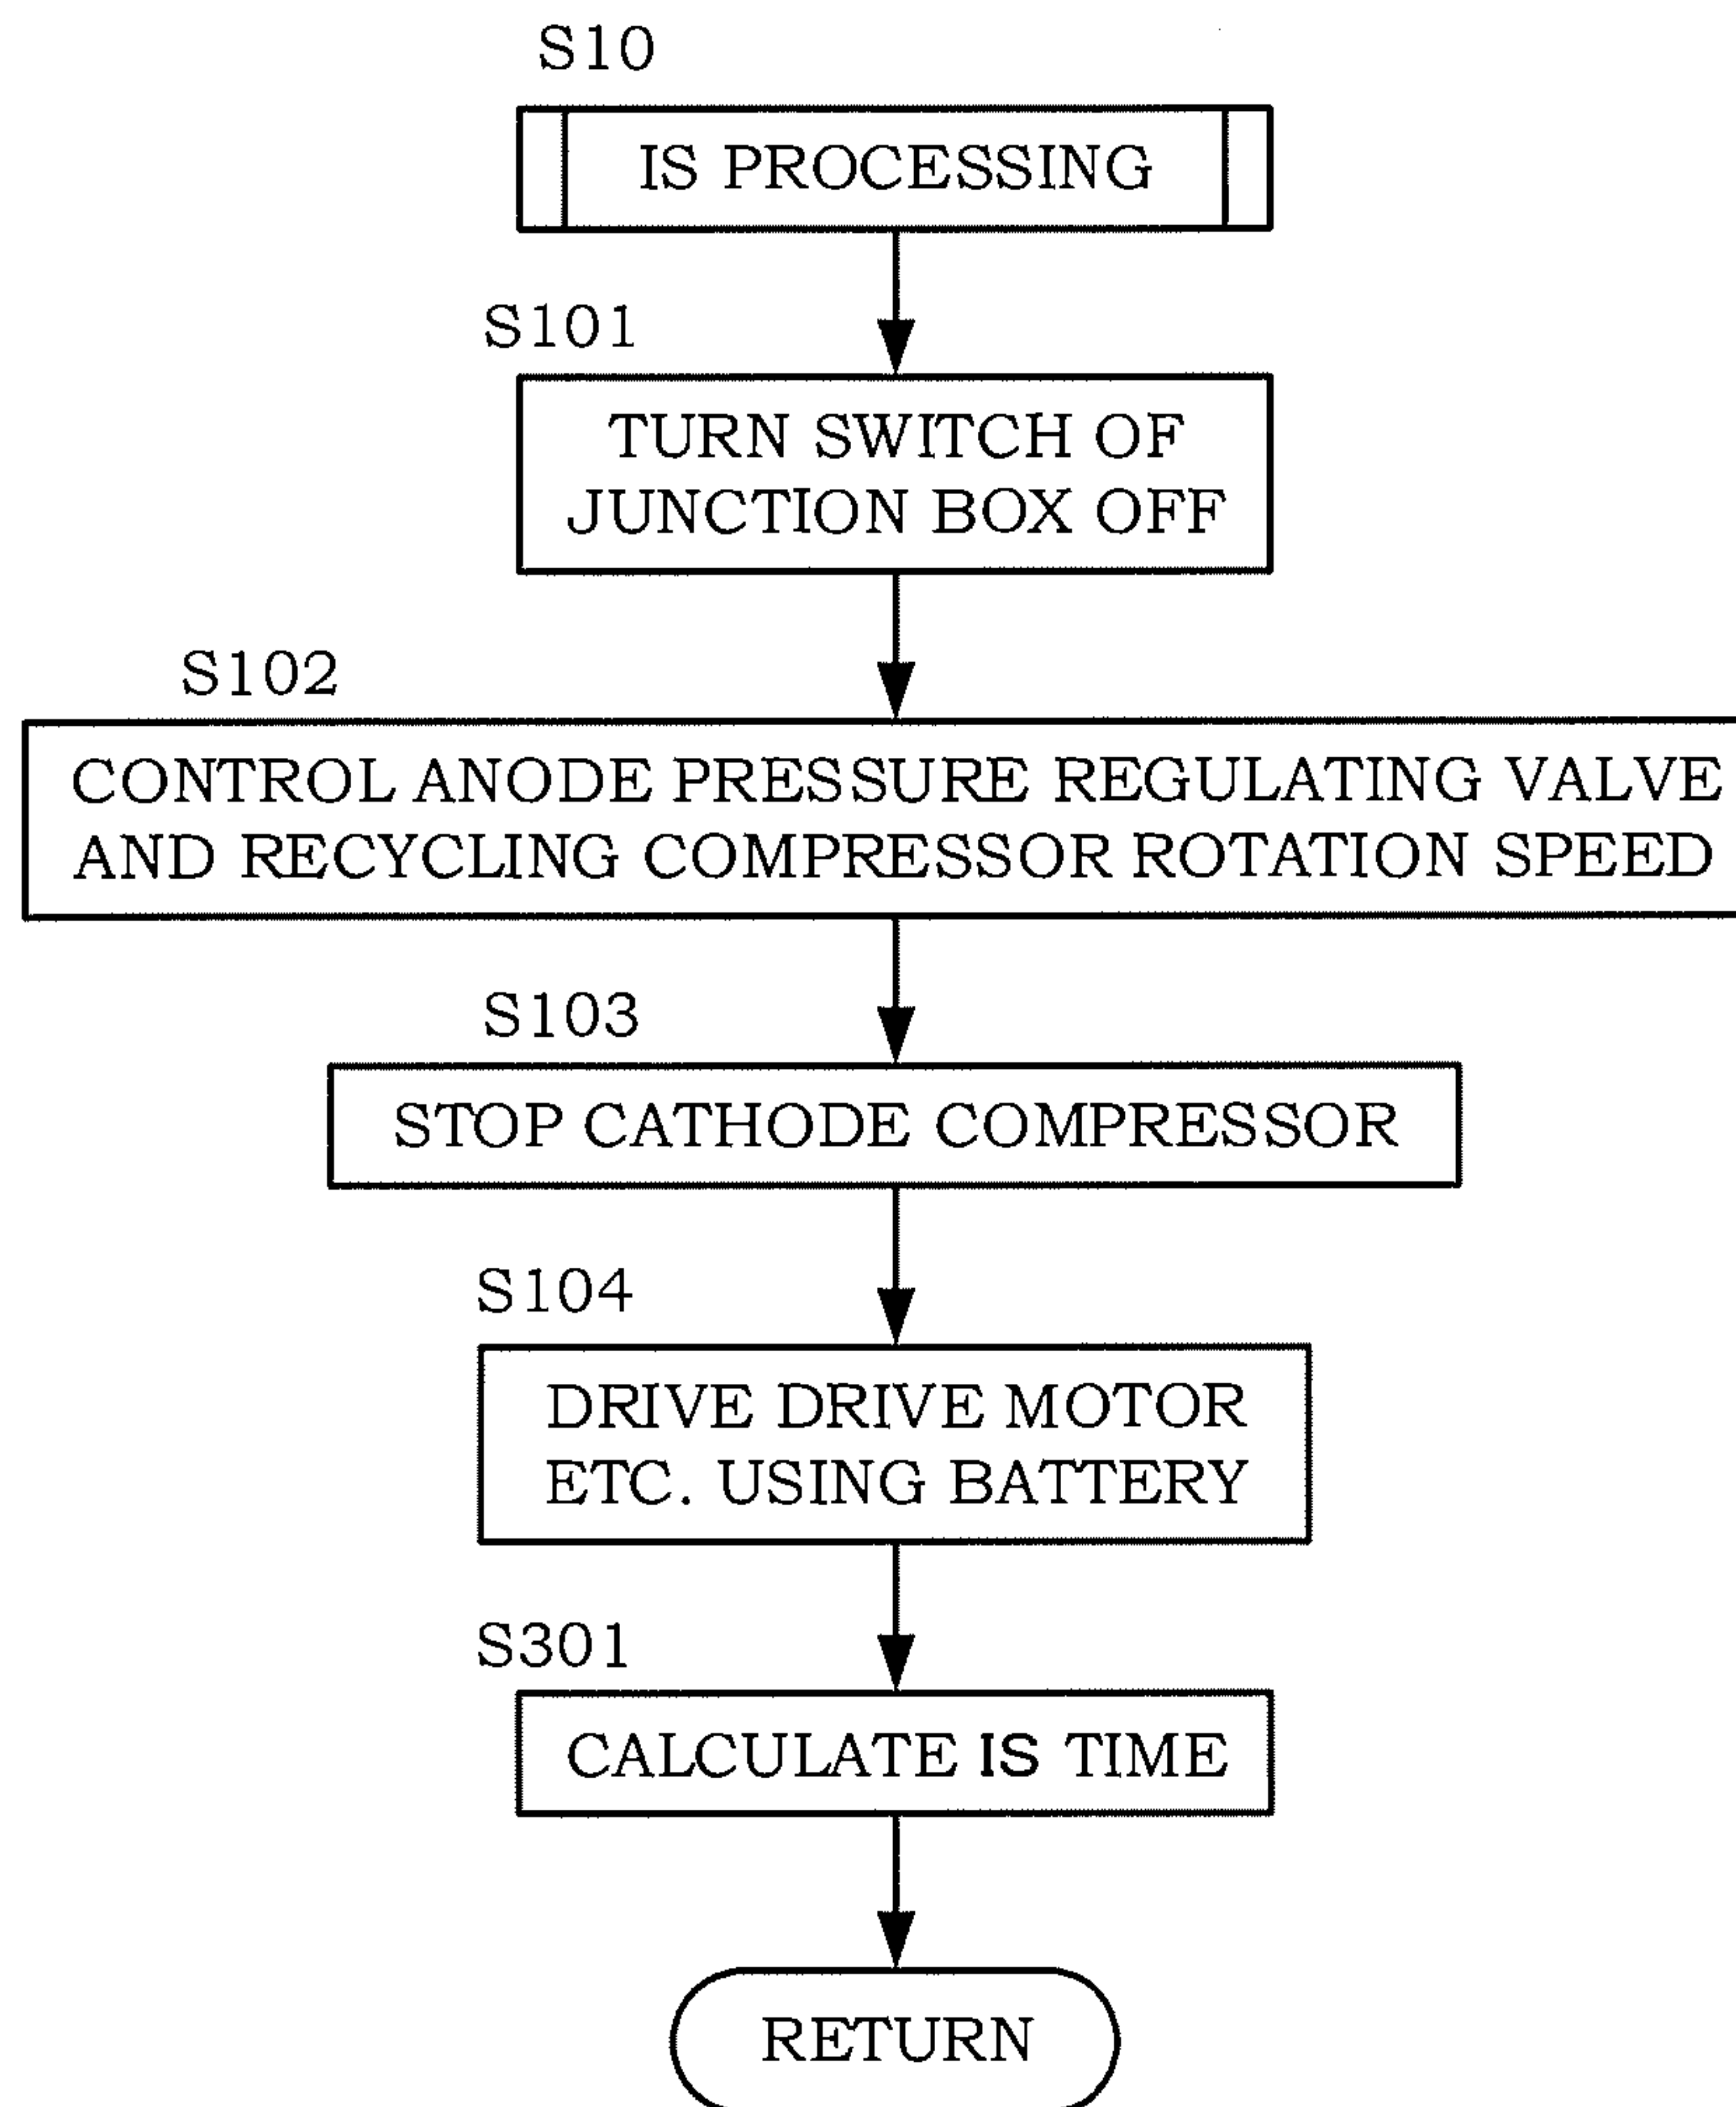 S10
IS PROCESSING
S101
TURN SWITCH OF
JUNCTION BOX OFF
S102
CONTROL ANODE PRESSURE REGULATING VALVE
AND RECYCLING COMPRESSOR ROTATION SPEED
S103
STOP CATHODE COMPRESSOR
S104
DRIVE DRIVE MOTOR
ETC. USING BATTERY
S301
CALCULATE IS TIME
RETURN